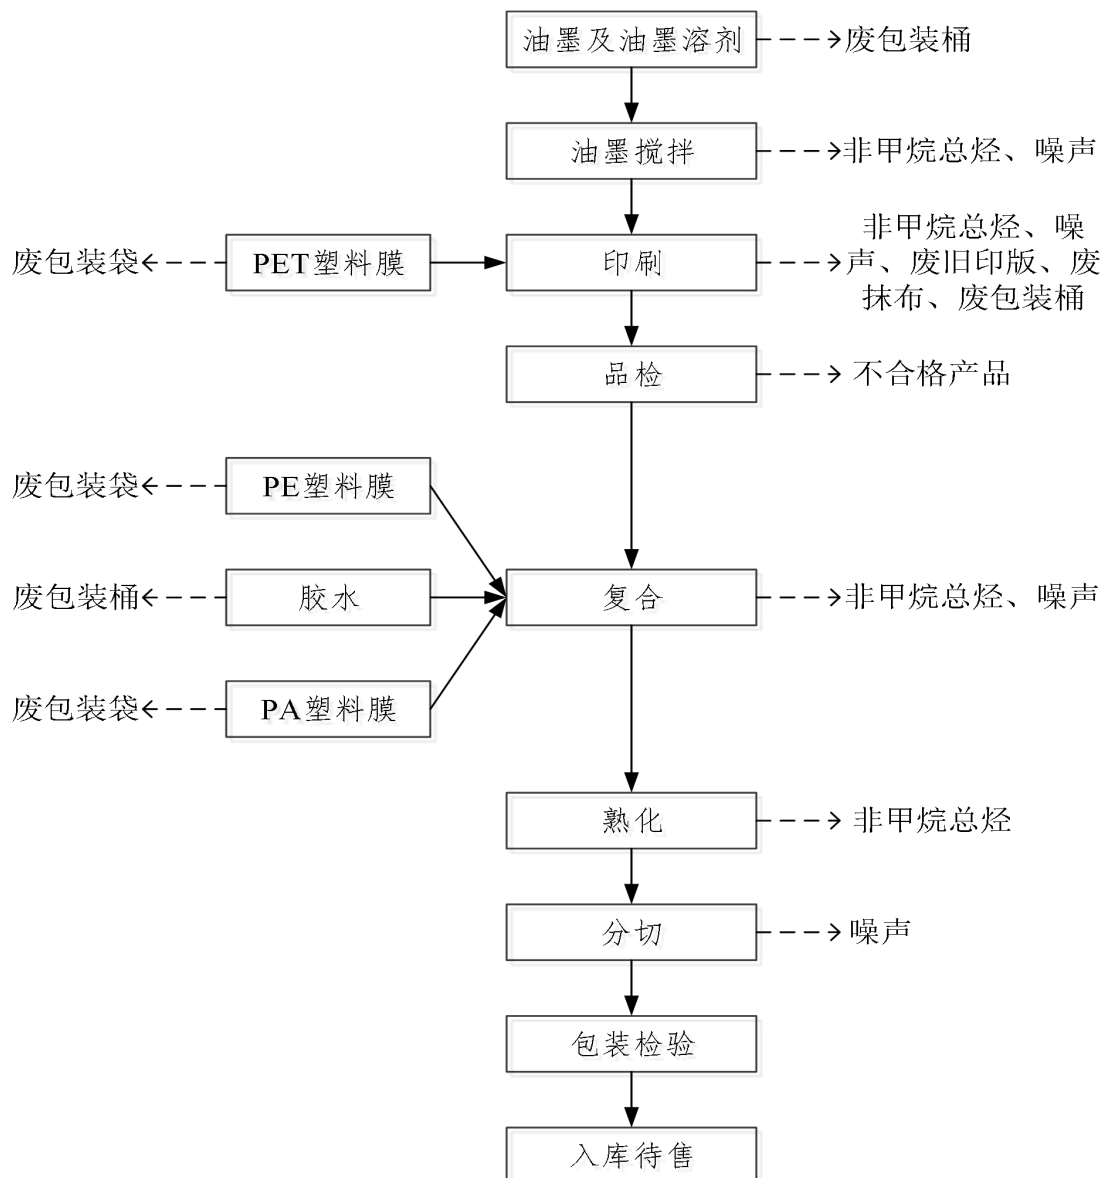 油墨及油墨溶剂
废包装桶
油墨搅拌
非甲烷总烃、噪声
废包装袋
PET塑料膜
印刷
非甲烷总烃、噪
声、废旧印版、废
抹布、废包装桶
品检
不合格产品
废包装袋
PE塑料膜
废包装桶
胶水
复合
非甲烷总烃、噪声
废包装袋
PA塑料膜
熟化
非甲烷总烃
分切
噪声
包装检验
入库待售